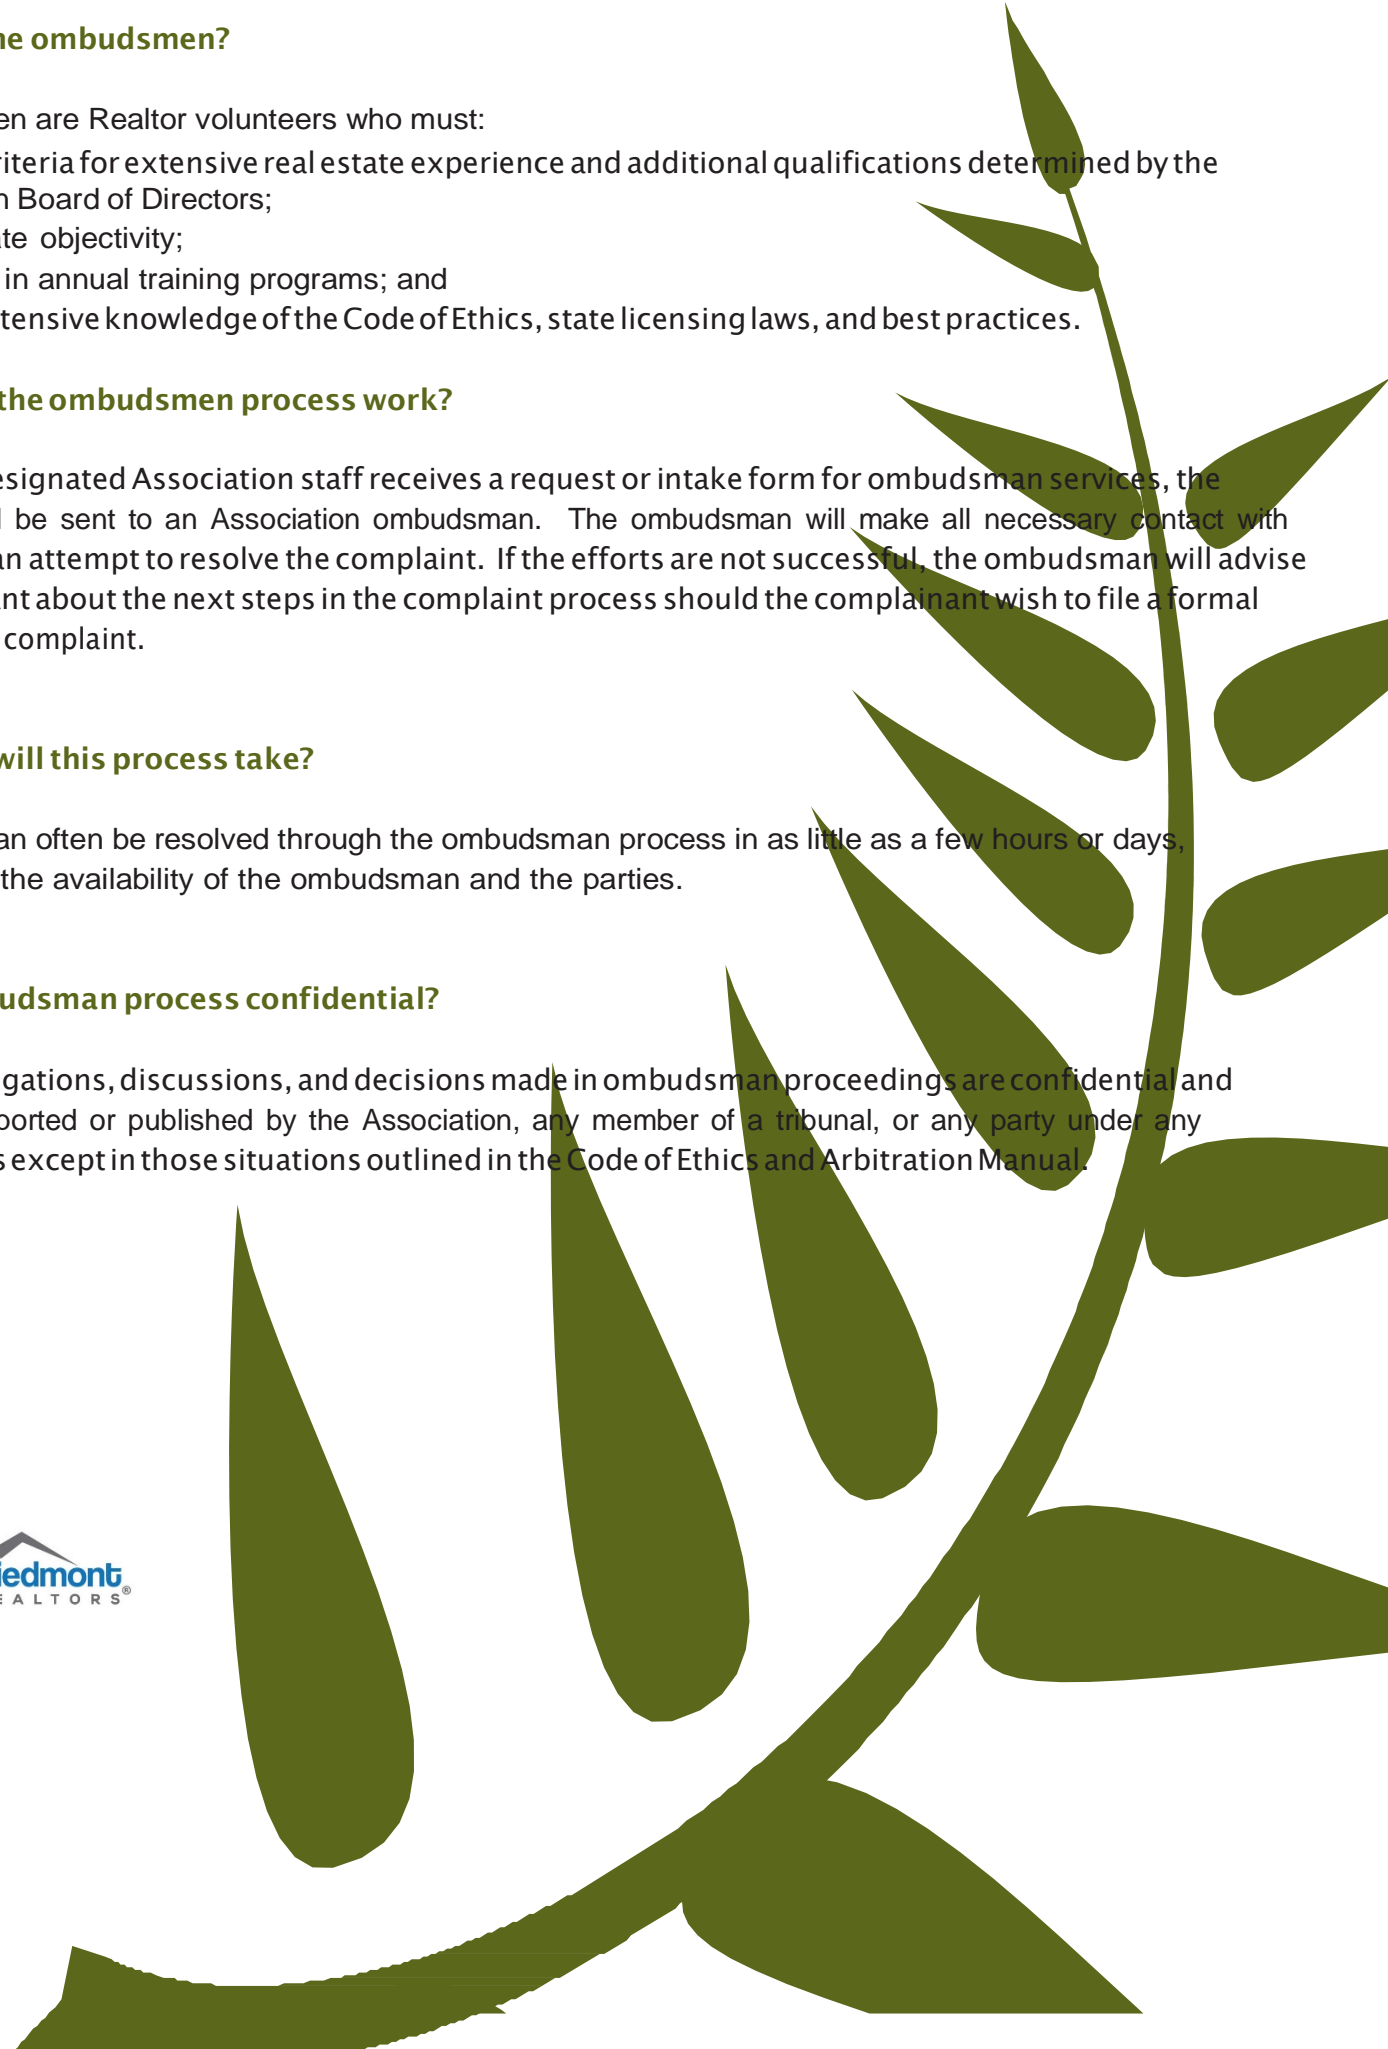 he ombudsmen?
en are Realtor volunteers who must:
riteria for extensive real estate experience and additional qualifications determined by the
n Board of Directors;
ate objectivity;
in annual training programs; and
tensive knowledge of the Code of Ethics, state licensing laws, and best practices.
the ombudsmen process work?
esignated Association staff receives a request or intake form for ombudsman services, the
l be sent to an Association ombudsman. The ombudsman will make all necessary contact with
an attempt to resolve the complaint. If the efforts are not successful, the ombudsman will advise
nt about the next steps in the complaint process should the complainant wish to file a formal
complaint.
will this process take?
an often be resolved through the ombudsman process in as little as a few hours or days,
the availability of the ombudsman and the parties.
udsman process confidential?
gations, discussions, and decisions made in ombudsman proceedings are confidential and
ported or published by the Association, any member of a tribunal, or any party under any
s except in those situations outlined in the Code of Ethics and Arbitration Manual.
iedmont
EALTORS®